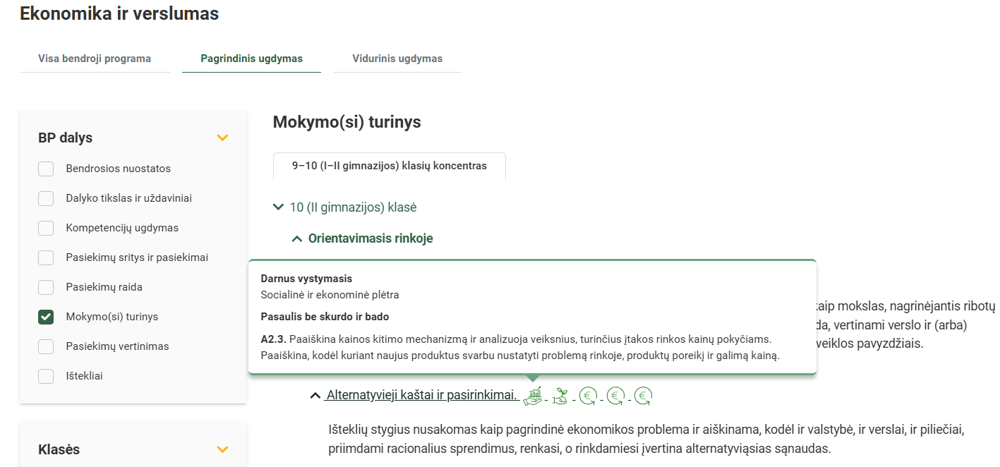 Ekonomika ir verslumas
Visa bendroji programa
Pagrindinis ugdymas
Vidurinis ugdymas
BP dalys
Bendrosios nuostatos
Dalyko tikslas ir uždaviniai
Kompetencijų ugdymas
Pasiekimų sritys ir pasiekimai
Pasiekimų raida
Mokymo(si) turinys
Pasiekimų vertinimas
Ištekliai
Klasės
Mokymo(si) turinys
9–10 (I–II gimnazijos) klasių koncentras
10 (II gimnazijos) klasė
Orientavimasis rinkoje
Darnus vystymasis
Socialinė ir ekonominė plėtra
Pasaulis be skurdo ir bado
A2.3. Paaiškina kainos kitimo mechanizmą ir analizuoja veiksnius, turinčius įtakos rinkos kainų pokyčiams.
Paaiškina, kodėl kuriant naujus produktus svarbu nustatyti problemą rinkoje, produktų poreikį ir galimą kainą.
kaip mokslas, nagrinėjantis ribotų
vertinami verslo ir (arba)
veiklos pavyzdžiais.
Alternatyvieji kaštai ir pasirinkimai.
Išteklių stygius nusakomas kaip pagrindinė ekonomikos problema ir aiškinama, kodėl ir valstybė, ir verslai, ir piliečiai,
priimdami racionalius sprendimus, renkasi, o rinkdamiesi įvertina alternatyviąsias sąnaudas.